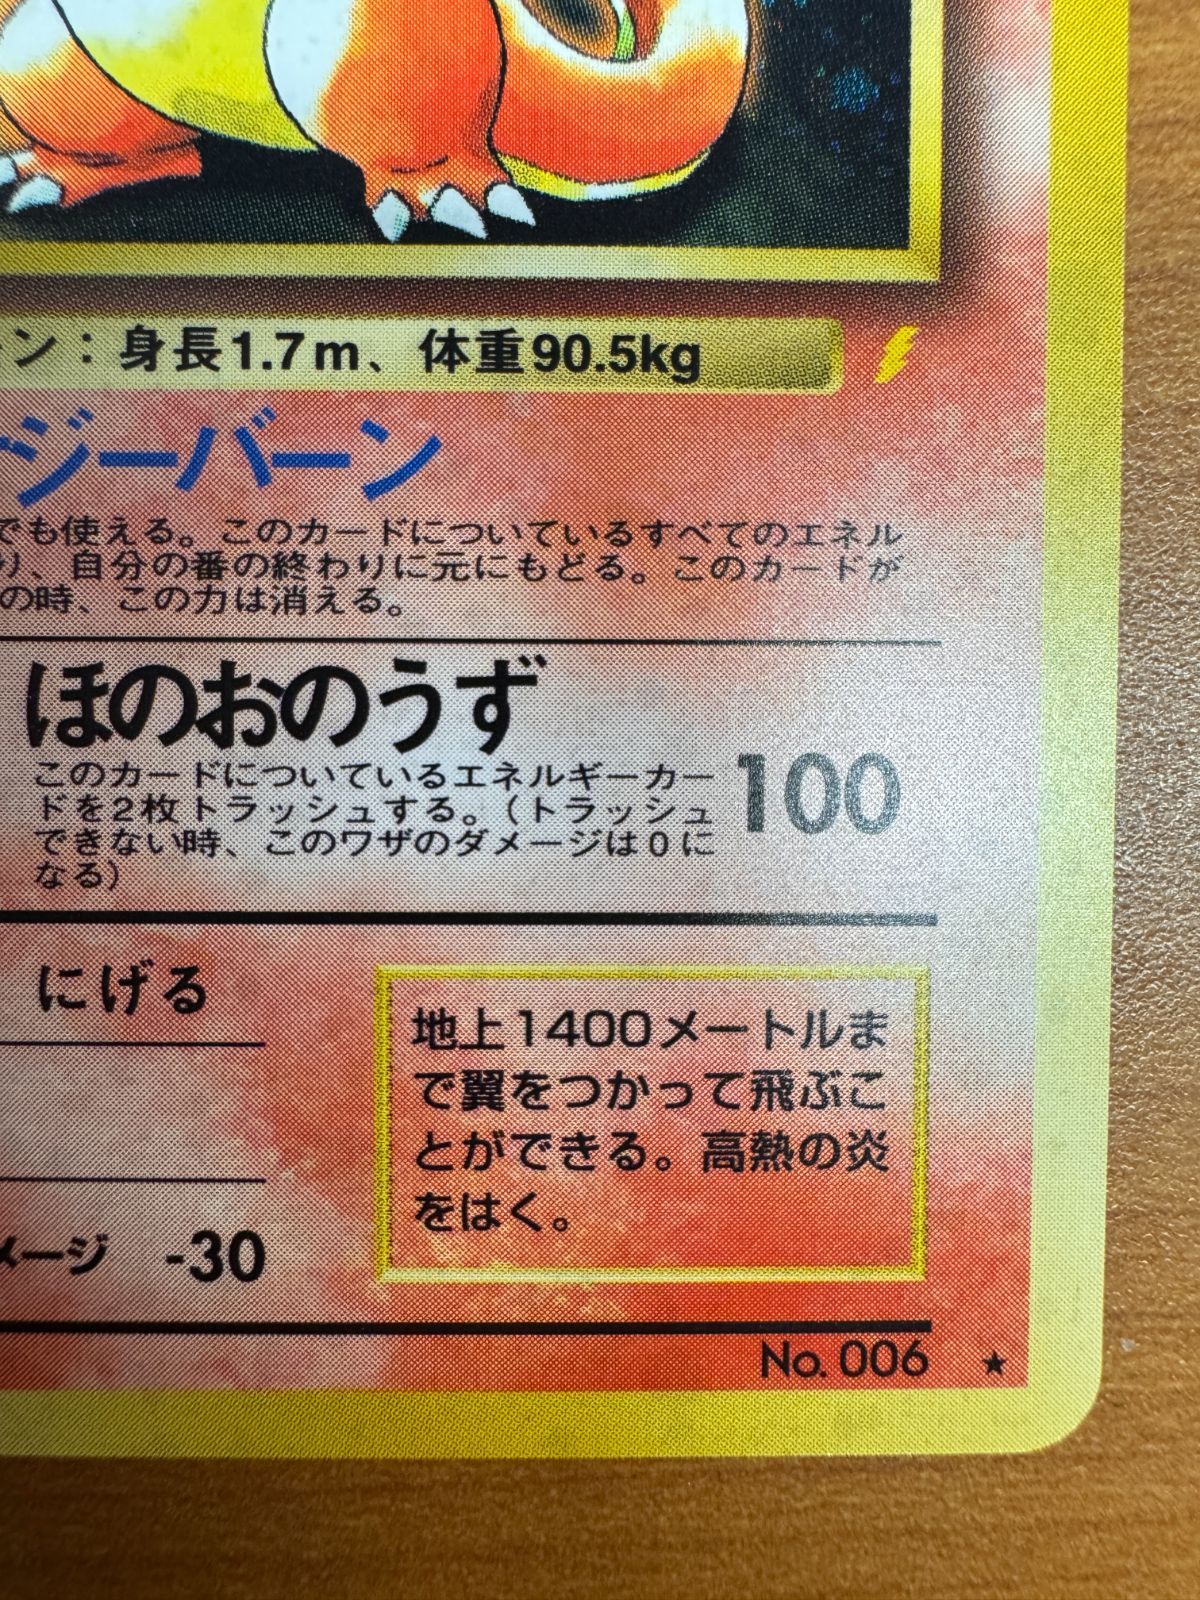 ン：身長1.7m、体重90.5kg
ジーバーン
でも使える。このカードについているすべてのエネル
り、自分の番の終わりに元にもどる。このカードが
の時、この力は消える。
ほのおのうず
このカードについているエネルギーカー
ドを2枚トラッシュする。（トラッシュ
できない時、このワザのダメージは0に
なる）
100
にげる
地上1400メートルま
で翼をつかって飛ぶこ
とができる。高熱の炎
をはく。
メージ -30
No. 006 ★